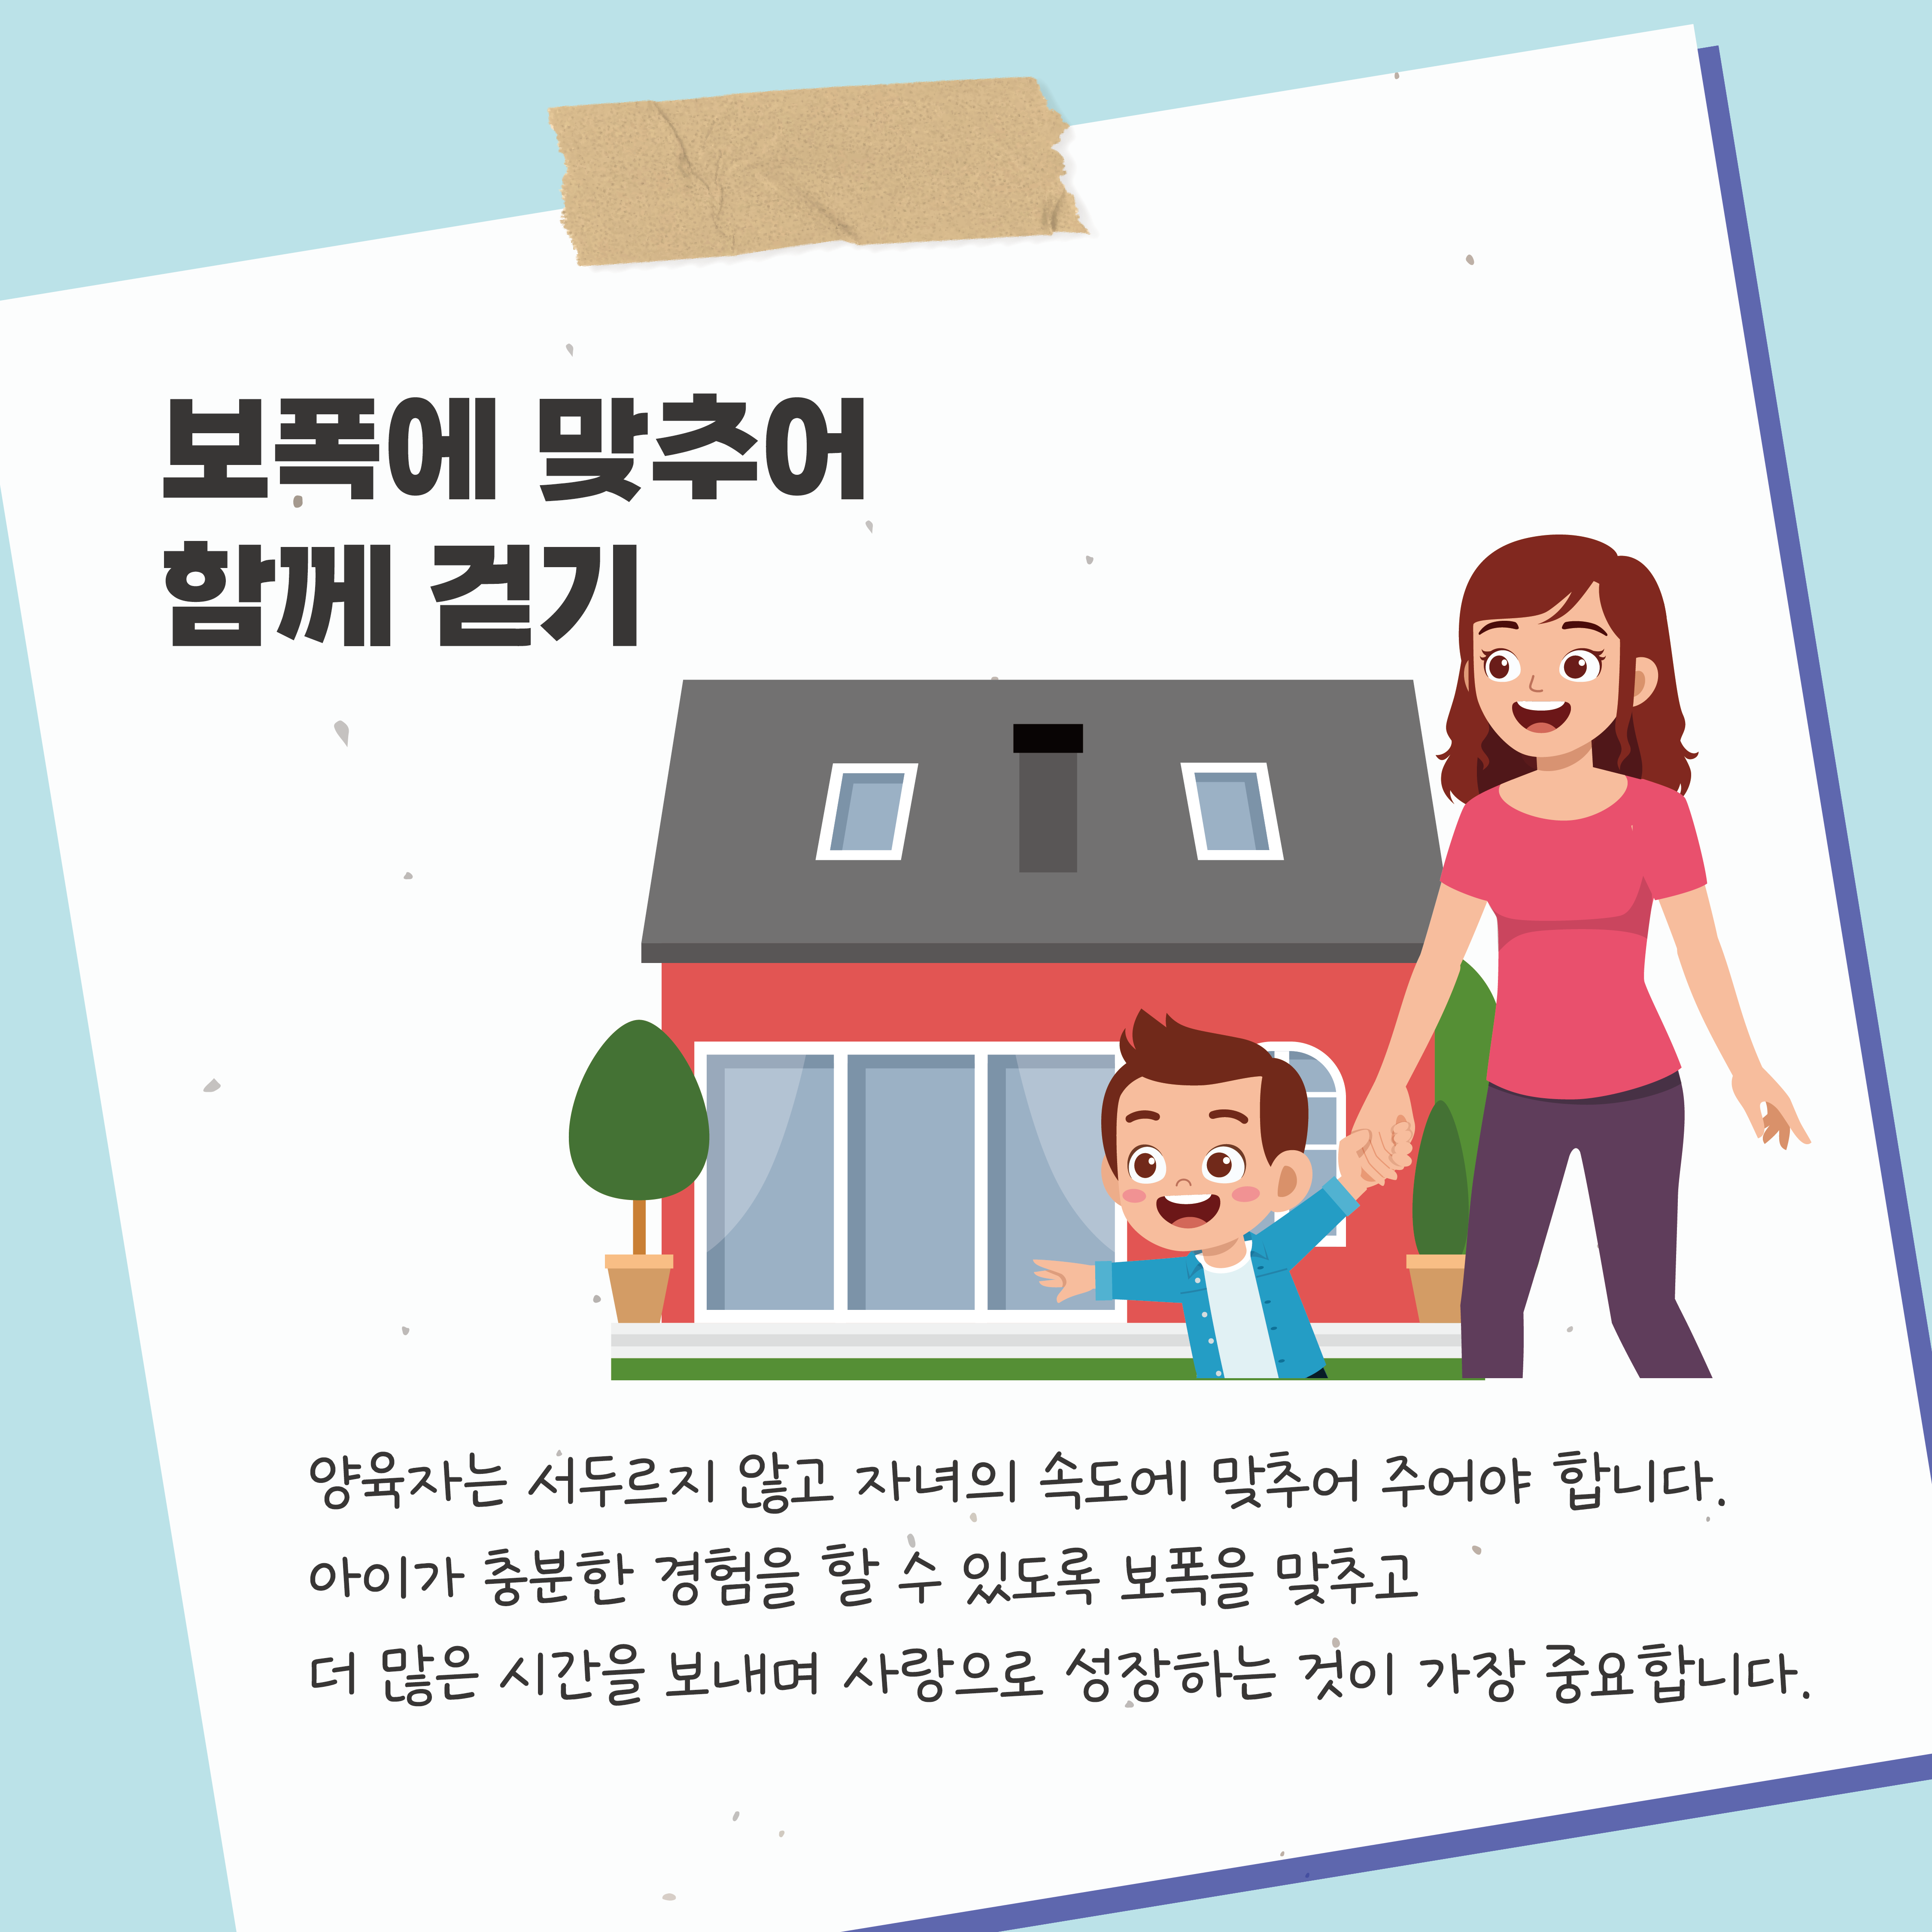 보폭에 맞추어
함께 걷기
양육자는 서두르지 않고 자녀의 속도에 맞추어 주어야 합니다.
아이가 충분한 경험을 할 수 있도록 보폭을 맞추고
더 많은 시간을 보내며 사랑으로 성장하는 것이 가장 중요합니다.